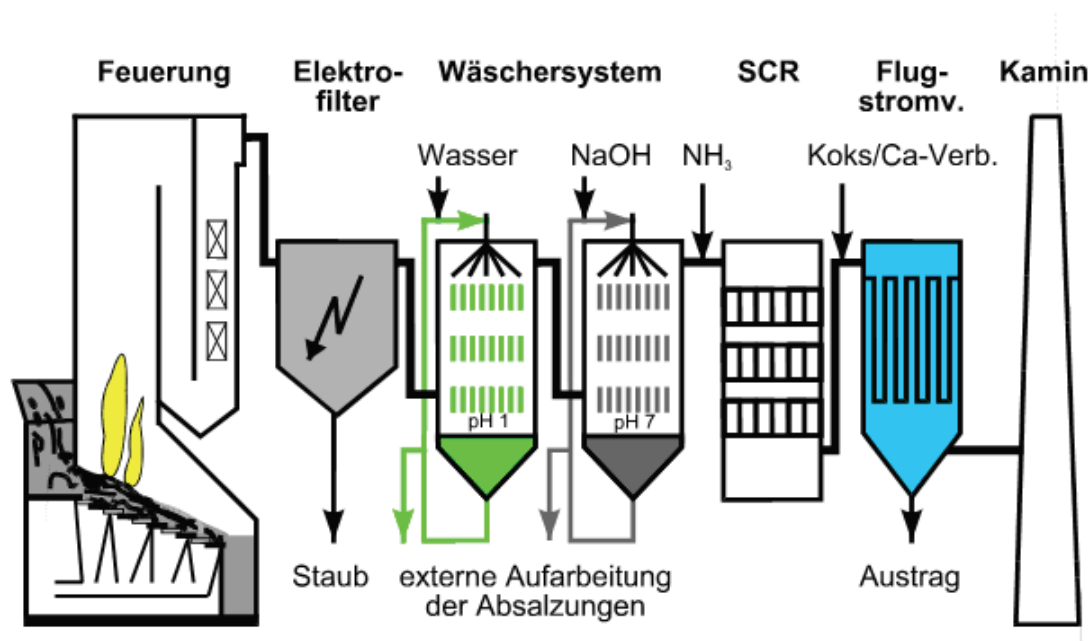 Feuerung
Elektro-
filter
Wäschersystem
SCR
Flug-
stromv.
Kamin
Wasser
NaOH
NH₃
Koks/Ca-Verb.
pH 1
pH 7
Staub
externe Aufarbeitung
der Absalzungen
Austrag